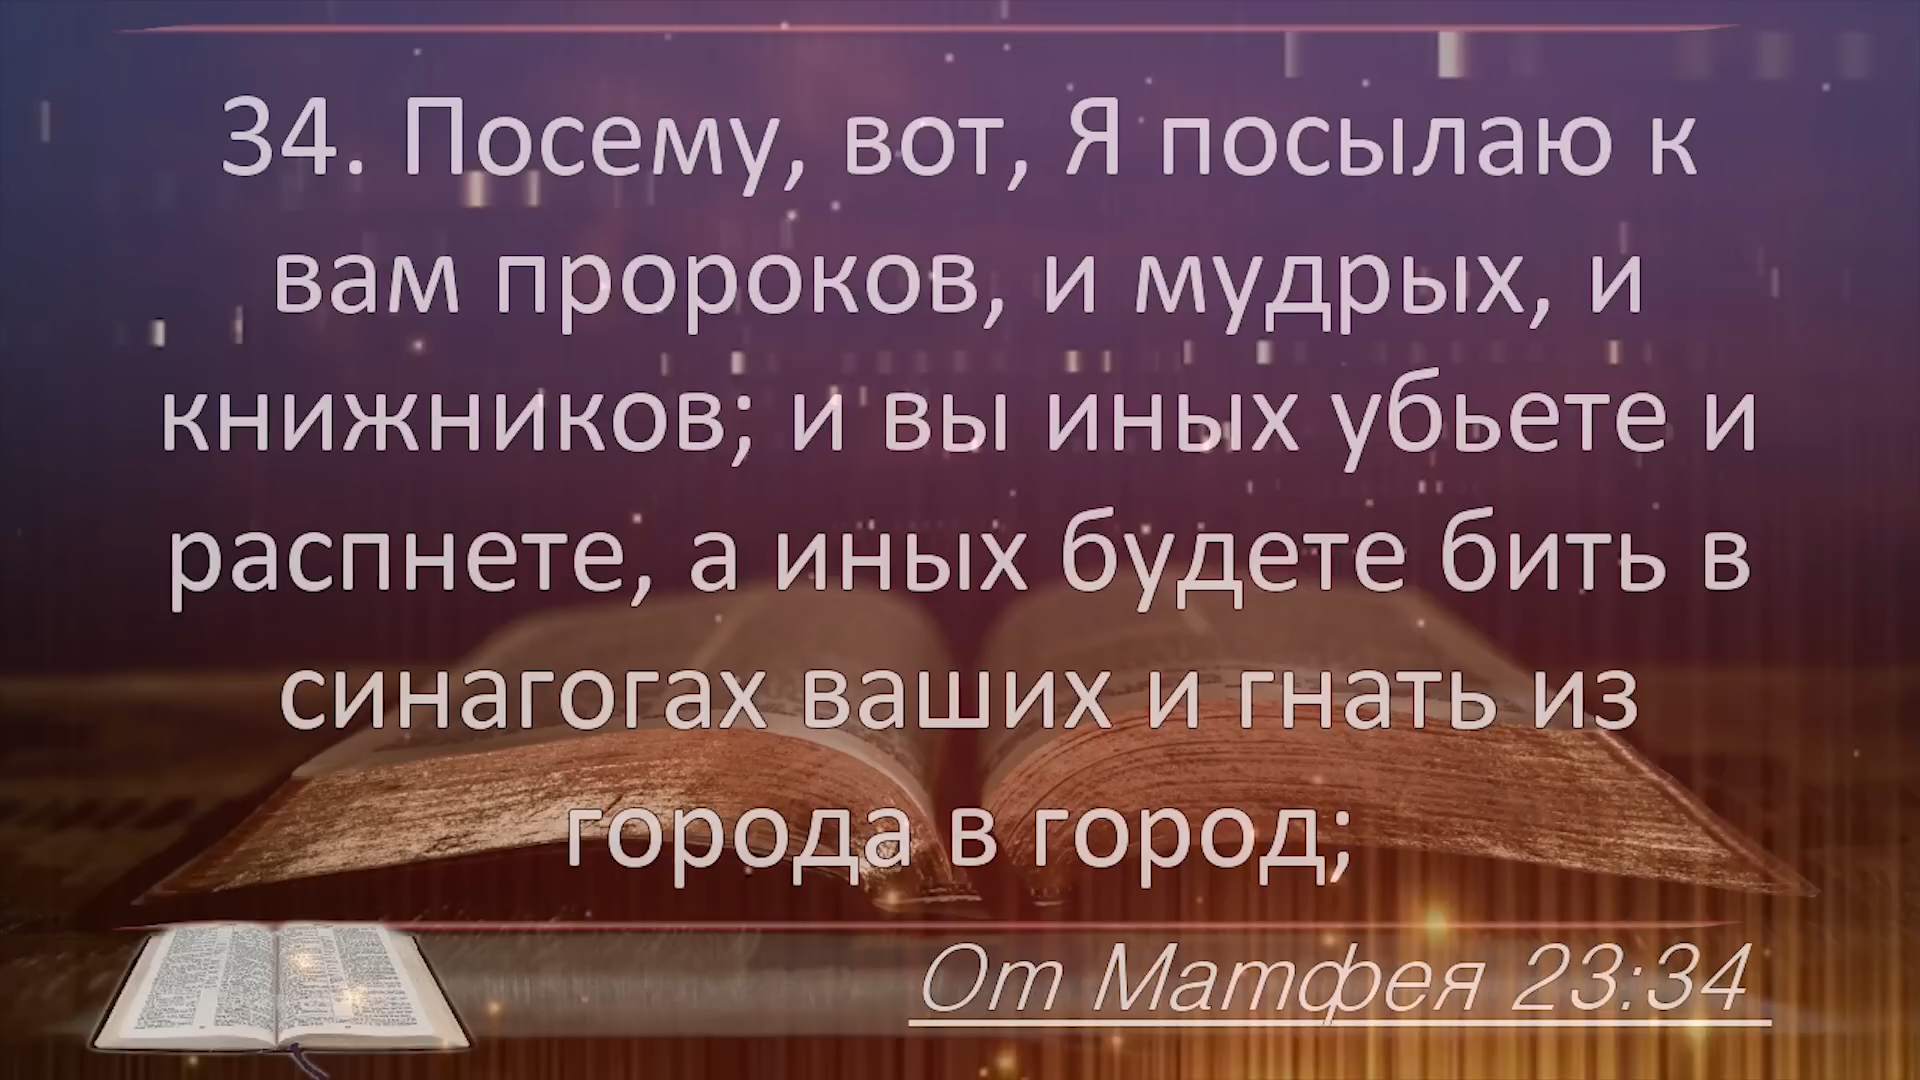 34. Посему, вот, Я посылаю к
вам пророков, и мудрых, и
книжников; и вы иных убьете и
распнете, а иных будете бить в
синагогах ваших и гнать из
города в город;
От Матфея 23:34